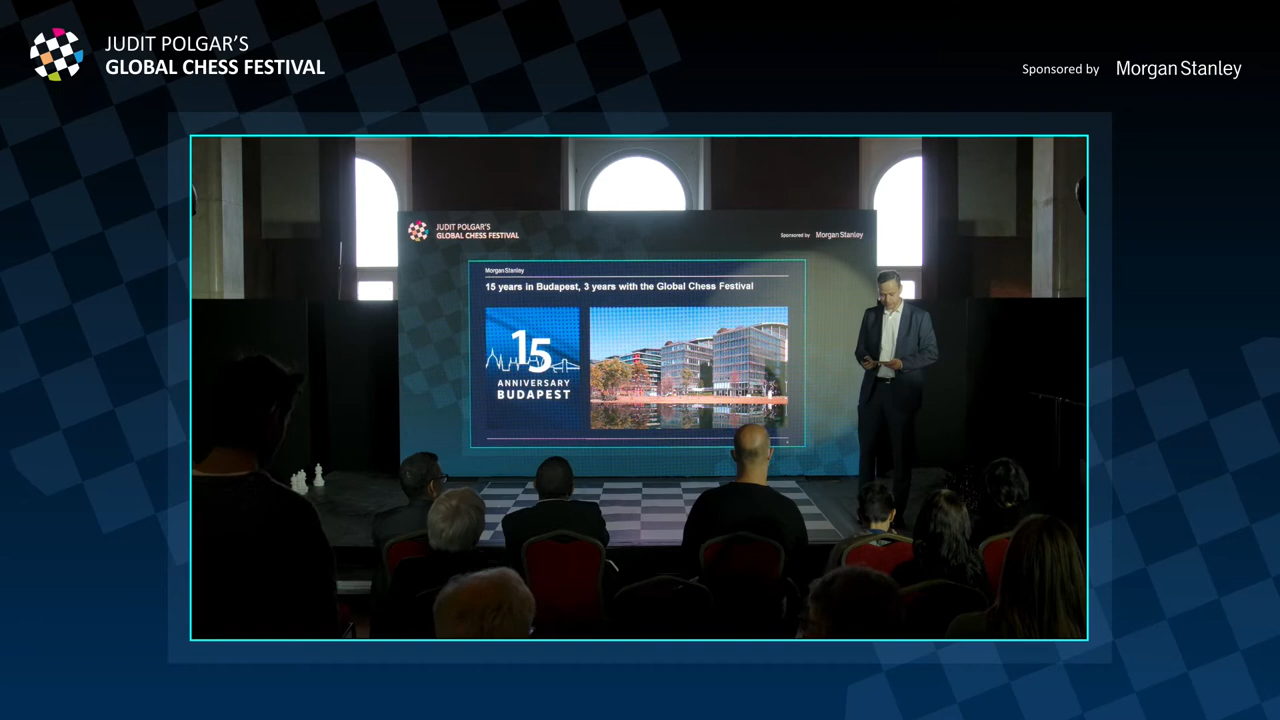 JUDIT POLGAR'S
GLOBAL CHESS FESTIVAL
Sponsored by Morgan Stanley
JUDIT POLGAR'S
GLOBAL CHESS FESTIVAL
Sponsored by Morgan Stanley
Morgan Stanley
15 years in Budapest, 3 years with the Global Chess Festival
15
ANNIVERSARY
BUDAPEST